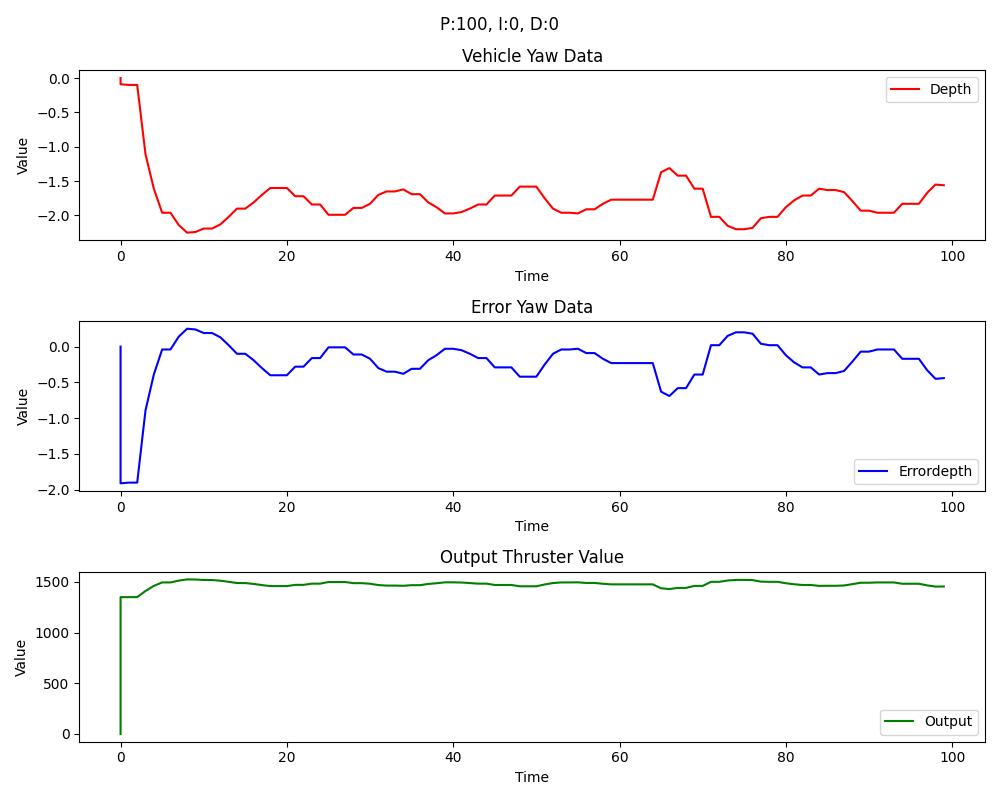 P:100, I:0, D:0
Vehicle Yaw Data
0.0
−0.5
−1.0
−1.5
−2.0
Value
Depth
0 20 40 60 80 100
Time
Error Yaw Data
0.0
−0.5
−1.0
−1.5
−2.0
Value
Errordepth
0 20 40 60 80 100
Time
Output Thruster Value
1500
1000
500
0
Value
Output
0 20 40 60 80 100
Time